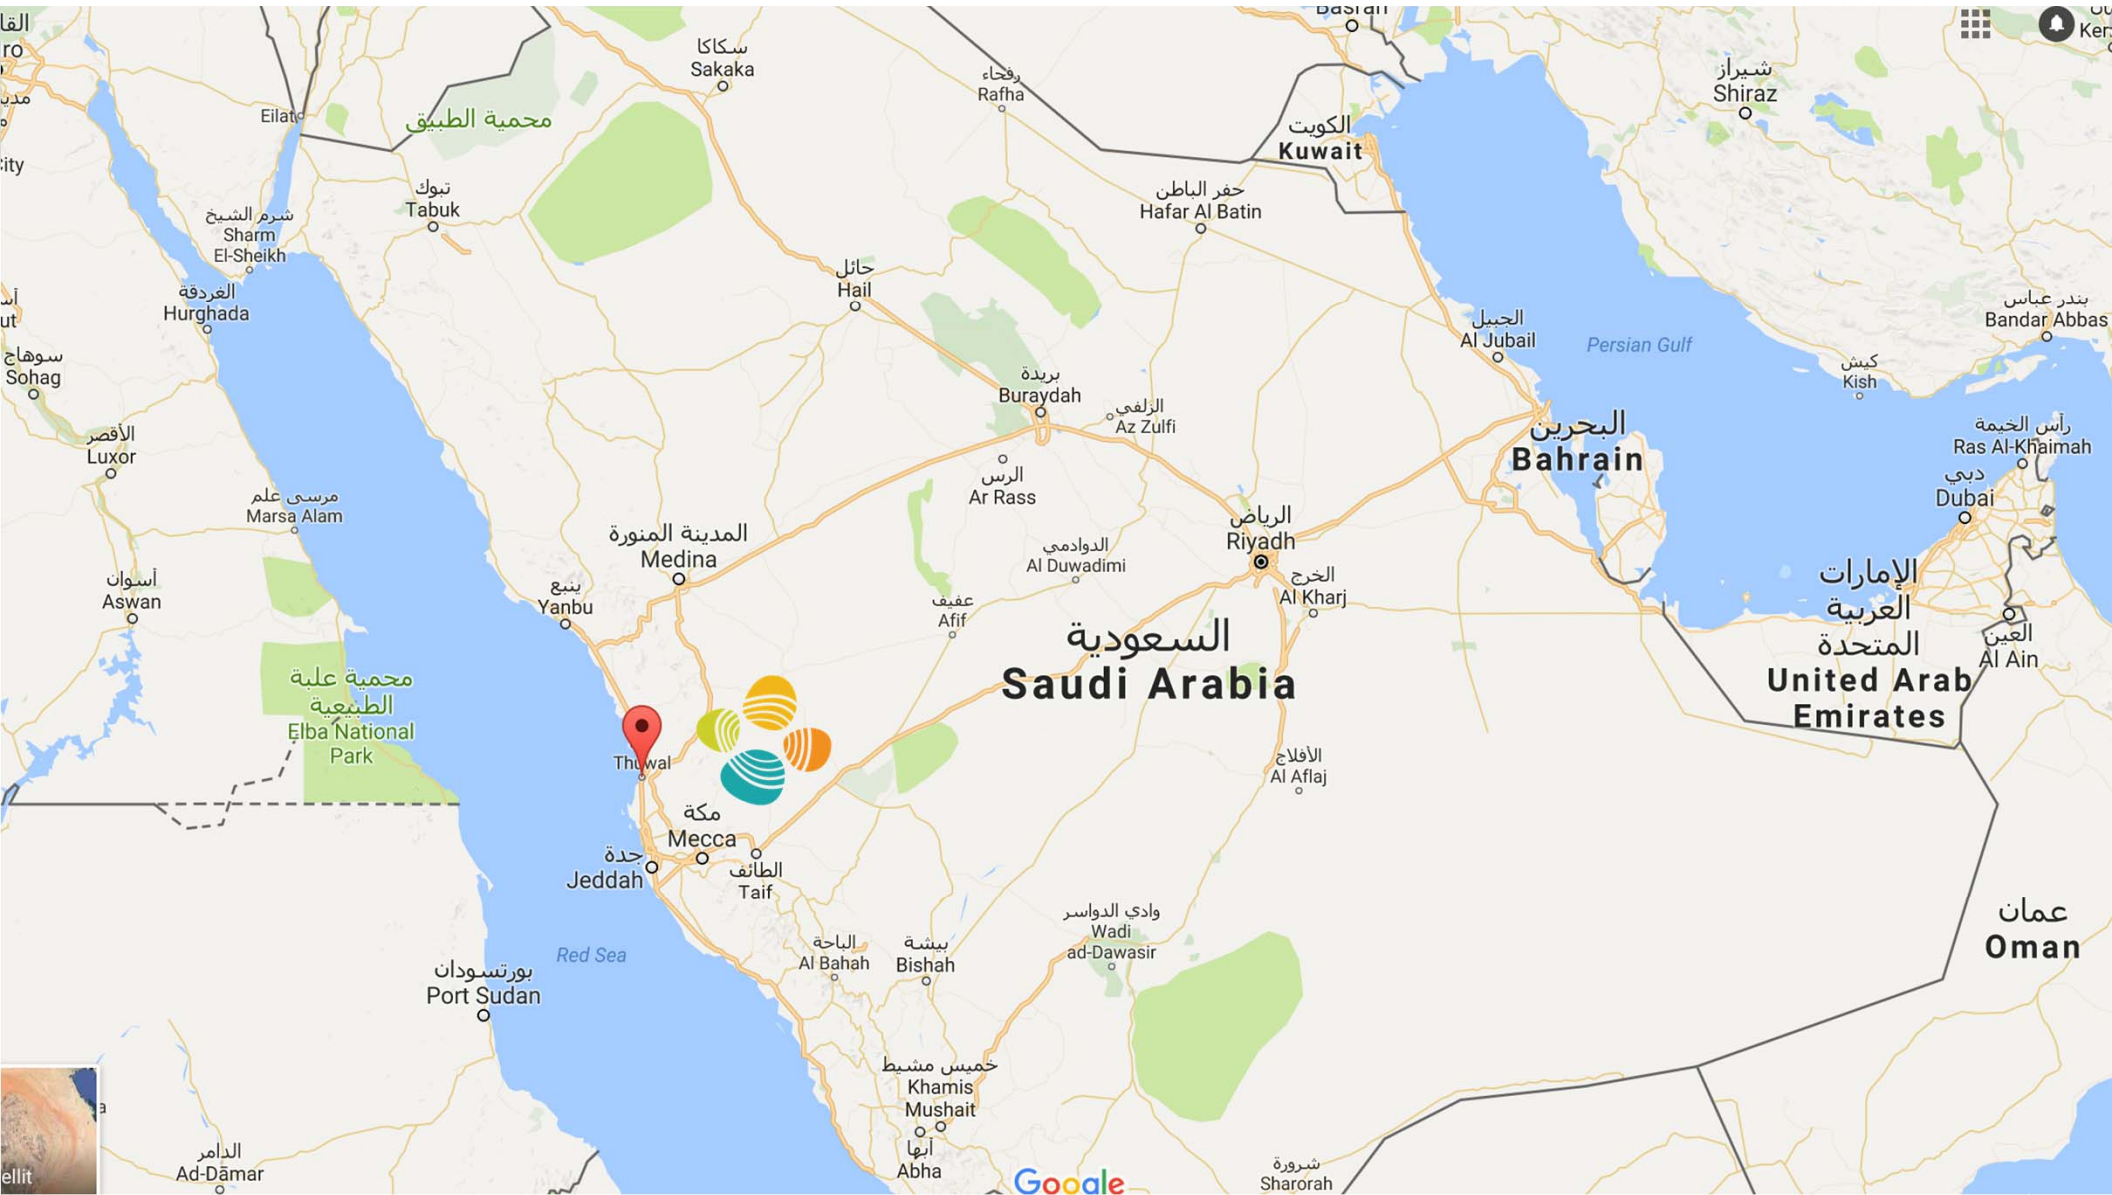 القا
ro
سكاكا
Sakaka
رفحاء
Rafha
شيراز
Shiraz
Eilat
محمية الطبيق
الكويت
Kuwait
تبوك
Tabuk
حفر الباطن
Hafar Al Batin
شرم الشيخ
Sharm
El-Sheikh
حائل
Hail
الغردقة
Hurghada
بندر عباس
Bandar Abbas
الجبيل
Al Jubail
Persian Gulf
سوهاج
Sohag
كيش
Kish
بريدة
Buraydah
الزلفي
Az Zulfi
البحرين
Bahrain
رأس الخيمة
Ras Al-Khaimah
الأقصر
Luxor
الرس
Ar Rass
دبي
Dubai
مرسى علم
Marsa Alam
الرياض
Riyadh
المدينة المنورة
Medina
الدوادمي
Al Duwadimi
الخرج
Al Kharj
أسوان
Aswan
ينبع
Yanbu
عفيف
Afif
الإمارات
العربية
المتحدة
United Arab
Emirates
العين
Al Ain
السعودية
Saudi Arabia
محمية علبة
الطبيعية
Elba National
Park
Thuwal
الأفلاج
Al Aflaj
مكة
Mecca
جدة
Jeddah
الطائف
Taif
وادي الدواسر
Wadi
ad-Dawasir
عمان
Oman
الباحة
Al Bahah
بيشة
Bishah
Red Sea
بورتسودان
Port Sudan
خميس مشيط
Khamis
Mushait
أبها
Abha
الدامر
Ad-Dāmar
شرورة
Sharorah
ellit
Google